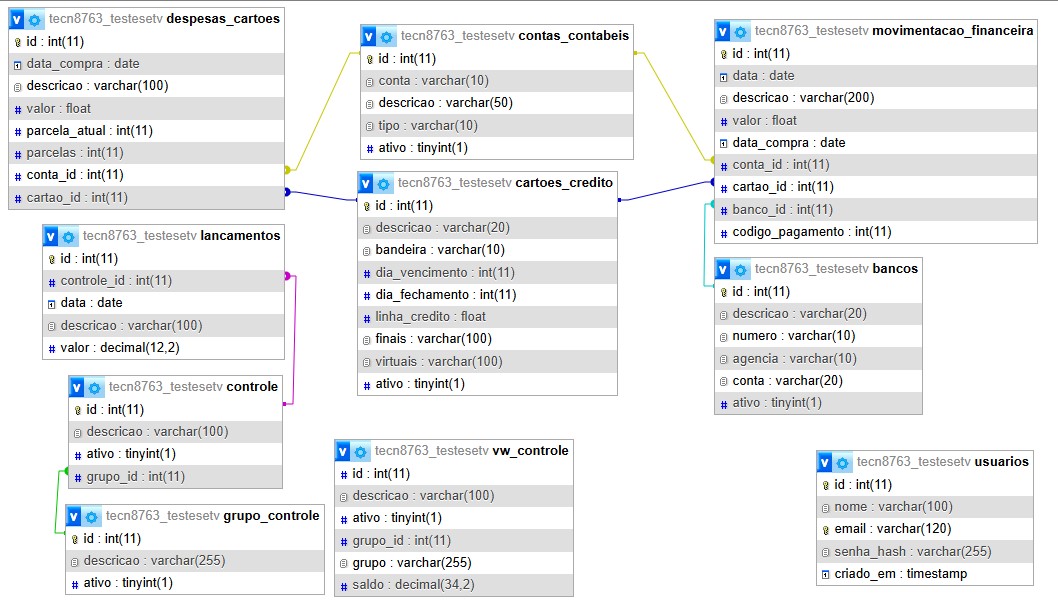 tecn8763_testesetv despesas_cartoes
id : int(11)
data_compra : date
descricao : varchar(100)
valor : float
parcela_atual : int(11)
parcelas : int(11)
conta_id : int(11)
cartao_id : int(11)
tecn8763_testesetv contas_contabeis
id : int(11)
conta : varchar(10)
descricao : varchar(50)
tipo : varchar(10)
ativo : tinyint(1)
tecn8763_testesetv movimentacao_financeira
id : int(11)
data : date
descricao : varchar(200)
valor : float
data_compra : date
conta_id : int(11)
cartao_id : int(11)
banco_id : int(11)
codigo_pagamento : int(11)
tecn8763_testesetv cartoes_credito
id : int(11)
descricao : varchar(20)
bandeira : varchar(10)
dia_vencimento : int(11)
dia_fechamento : int(11)
linha_credito : float
finais : varchar(100)
virtuais : varchar(100)
ativo : tinyint(1)
tecn8763_testesetv lancamentos
id : int(11)
controle_id : int(11)
data : date
descricao : varchar(100)
valor : decimal(12,2)
tecn8763_testesetv bancos
id : int(11)
descricao : varchar(20)
numero : varchar(10)
agencia : varchar(10)
conta : varchar(20)
ativo : tinyint(1)
tecn8763_testesetv controle
id : int(11)
descricao : varchar(100)
ativo : tinyint(1)
grupo_id : int(11)
tecn8763_testesetv vw_controle
id : int(11)
descricao : varchar(100)
ativo : tinyint(1)
grupo_id : int(11)
grupo : varchar(255)
saldo : decimal(34,2)
tecn8763_testesetv usuarios
id : int(11)
nome : varchar(100)
email : varchar(120)
senha_hash : varchar(255)
criado_em : timestamp
tecn8763_testesetv grupo_controle
id : int(11)
descricao : varchar(255)
ativo : tinyint(1)